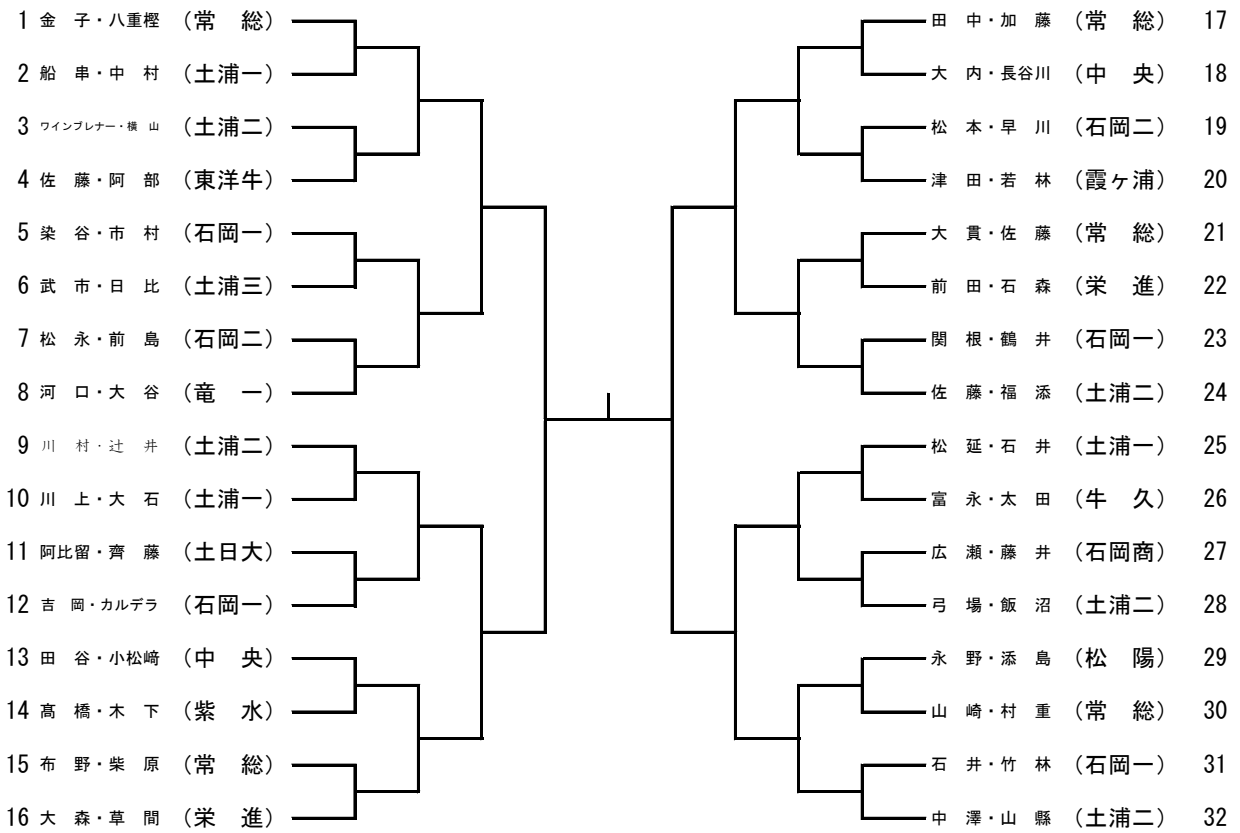 1 金 子・八重樫 （常 総）
2 船 串・中 村 （土浦一）
3 ワインブレナー・横 山 （土浦二）
4 佐 藤・阿 部 （東洋牛）
5 染 谷・市 村 （石岡一）
6 武 市・日 比 （土浦三）
7 松 永・前 島 （石岡二）
8 河 口・大 谷 （竜 一）
9 川 村・辻 井 （土浦二）
10 川 上・大 石 （土浦一）
11 阿比留・齊 藤 （土日大）
12 吉 岡・カルデラ （石岡一）
13 田 谷・小松﨑 （中 央）
14 髙 橋・木 下 （紫 水）
15 布 野・柴 原 （常 総）
16 大 森・草 間 （栄 進）
田 中・加 藤 （常 総） 17
大 内・長谷川 （中 央） 18
松 本・早 川 （石岡二） 19
津 田・若 林 （霞ヶ浦） 20
大 貫・佐 藤 （常 総） 21
前 田・石 森 （栄 進） 22
関 根・鶴 井 （石岡一） 23
佐 藤・福 添 （土浦二） 24
松 延・石 井 （土浦一） 25
富 永・太 田 （牛 久） 26
広 瀬・藤 井 （石岡商） 27
弓 場・飯 沼 （土浦二） 28
永 野・添 島 （松 陽） 29
山 崎・村 重 （常 総） 30
石 井・竹 林 （石岡一） 31
中 澤・山 縣 （土浦二） 32